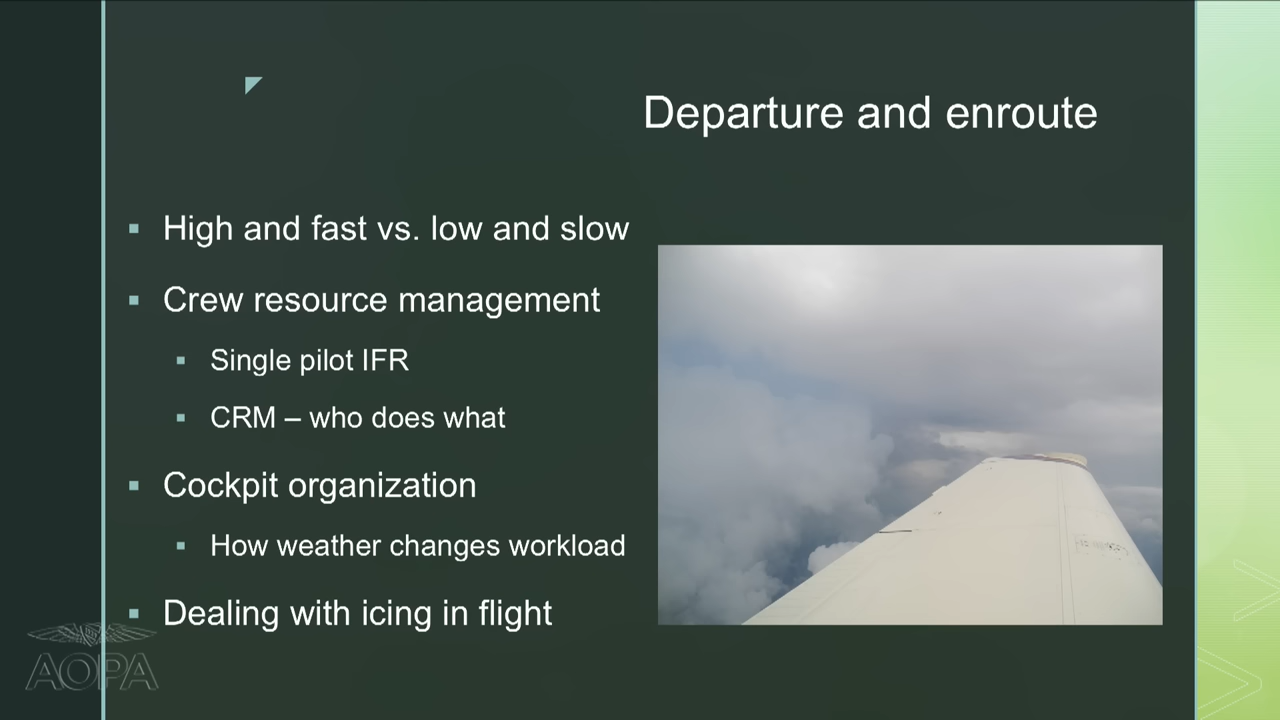 Departure and enroute
High and fast vs. low and slow
Crew resource management
Single pilot IFR
CRM – who does what
Cockpit organization
How weather changes workload
Dealing with icing in flight
AOPA